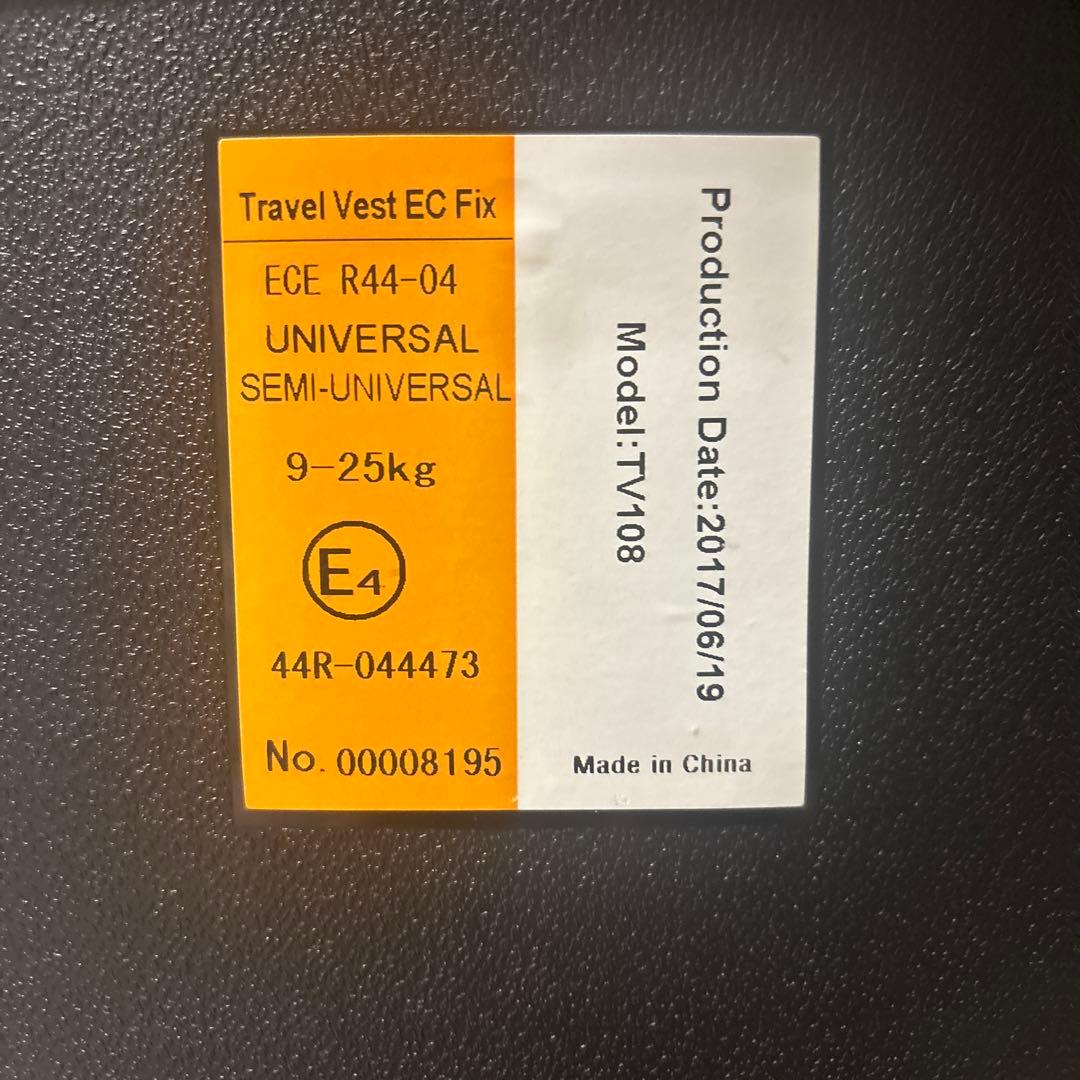 Travel Vest EC Fix
ECE R44-04
UNIVERSAL
SEMI-UNIVERSAL
9-25kg
E4
44R-044473
No. 00008195
Production Date:2017/06/19
Model:TV108
Made in China